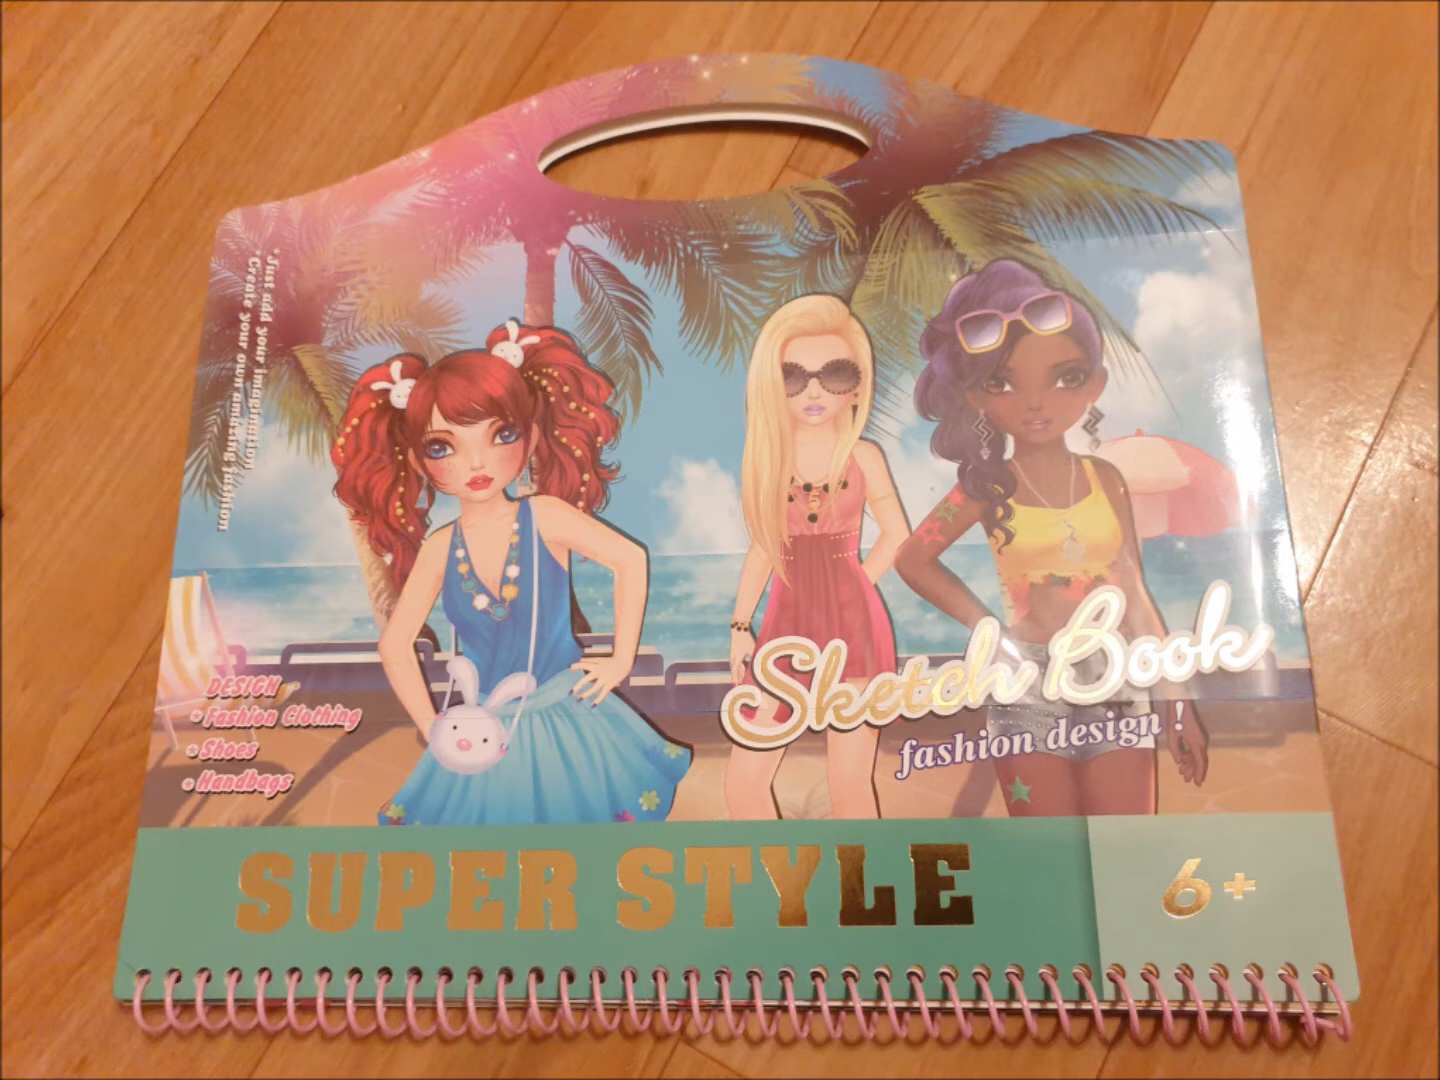 *Just add your imagination
*Create your own amazing fashion
DESIGN
Fashion Clothing
Shoes
Handbags
Sketch Book
fashion design !
SUPER STYLE
6+